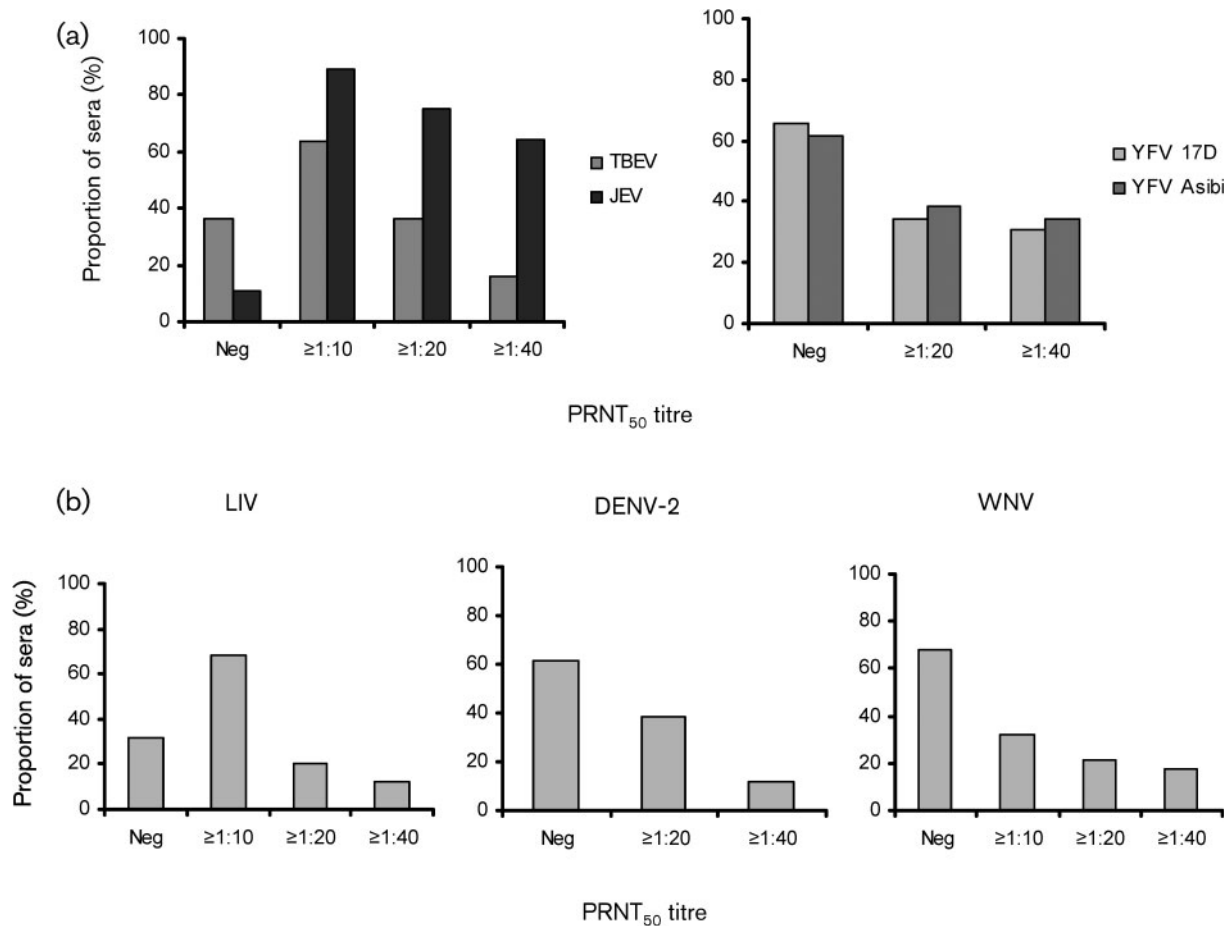 (a)
Proportion of sera (%)
100
80
60
40
20
0
Neg ≥1:10 ≥1:20 ≥1:40
TBEV
JEV
100
80
60
40
20
0
Neg ≥1:20 ≥1:40
YFV 17D
YFV Asibi
PRNT50 titre
(b)
LIV
DENV-2
WNV
Proportion of sera (%)
100
80
60
40
20
0
Neg ≥1:10 ≥1:20 ≥1:40
100
80
60
40
20
0
Neg ≥1:20 ≥1:40
100
80
60
40
20
0
Neg ≥1:10 ≥1:20 ≥1:40
PRNT50 titre